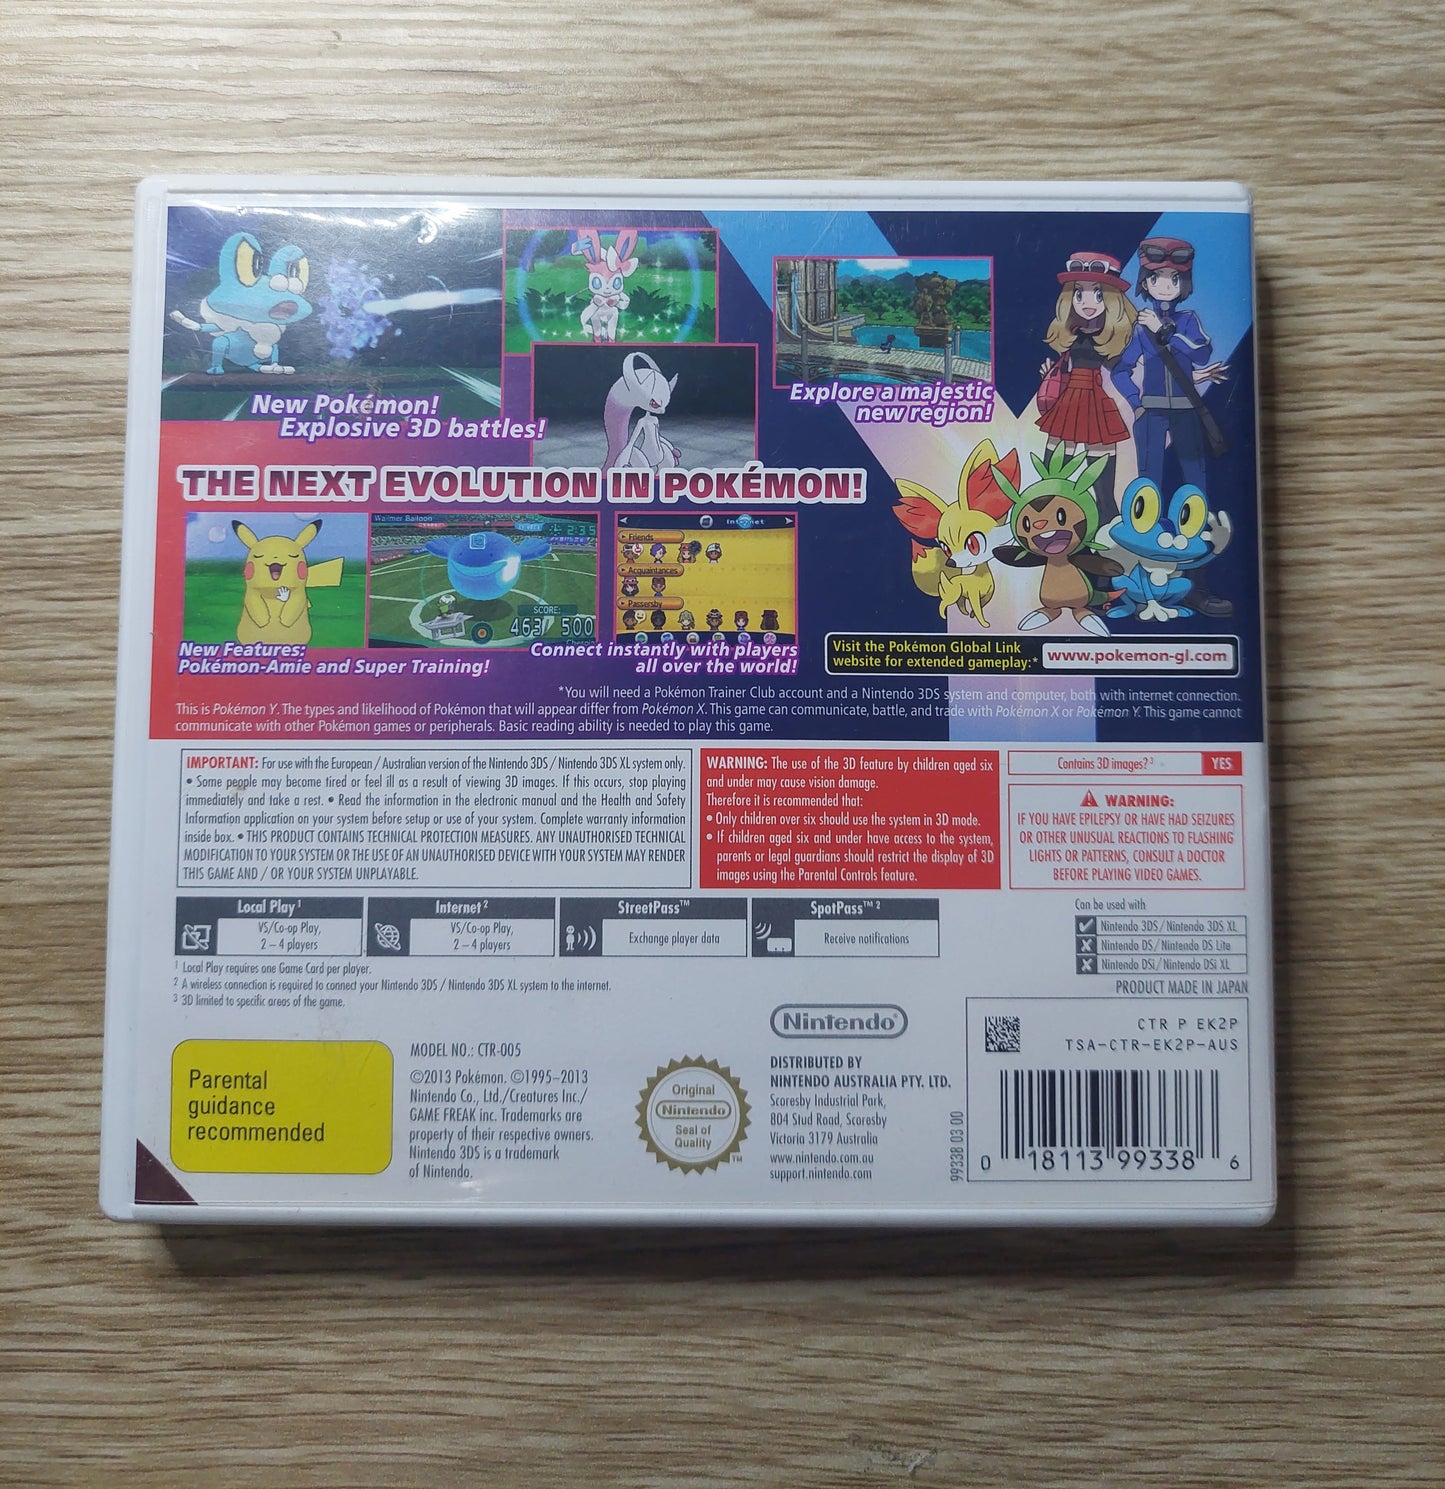 New Pokémon!
Explosive 3D battles!
Explore a majestic
new region!
THE NEXT EVOLUTION IN POKÉMON!
Wailmer Balloon
SCORE:
463 500
Internet
Friends
Acquaintances
Passersby
New Features:
Pokémon-Amie and Super Training!
Connect instantly with players
all over the world!
Visit the Pokémon Global Link
website for extended gameplay:*
www.pokemon-gl.com
*You will need a Pokémon Trainer Club account and a Nintendo 3DS system and computer, both with internet connection.
This is Pokémon Y. The types and likelihood of Pokémon that will appear differ from Pokémon X. This game can communicate, battle, and trade with Pokémon X or Pokémon Y. This game cannot
communicate with other Pokémon games or peripherals. Basic reading ability is needed to play this game.
IMPORTANT: For use with the European / Australian version of the Nintendo 3DS / Nintendo 3DS XL system only.
• Some people may become tired or feel ill as a result of viewing 3D images. If this occurs, stop playing
immediately and take a rest. • Read the information in the electronic manual and the Health and Safety
Information application on your system before setup or use of your system. Complete warranty information
inside box. • THIS PRODUCT CONTAINS TECHNICAL PROTECTION MEASURES. ANY UNAUTHORISED TECHNICAL
MODIFICATION TO YOUR SYSTEM OR THE USE OF AN UNAUTHORISED DEVICE WITH YOUR SYSTEM MAY RENDER
THIS GAME AND / OR YOUR SYSTEM UNPLAYABLE.
WARNING: The use of the 3D feature by children aged six
and under may cause vision damage.
Therefore it is recommended that:
• Only children over six should use the system in 3D mode.
• If children aged six and under have access to the system,
parents or legal guardians should restrict the display of 3D
images using the Parental Controls feature.
Contains 3D images?³ YES
WARNING:
IF YOU HAVE EPILEPSY OR HAVE HAD SEIZURES
OR OTHER UNUSUAL REACTIONS TO FLASHING
LIGHTS OR PATTERNS, CONSULT A DOCTOR
BEFORE PLAYING VIDEO GAMES.
Local Play¹
VS/Co-op Play,
2 – 4 players
Internet²
VS/Co-op Play,
2 – 4 players
StreetPass™
Exchange player data
SpotPass™ ²
Receive notifications
Can be used with
Nintendo 3DS / Nintendo 3DS XL
Nintendo DS / Nintendo DS Lite
Nintendo DSi / Nintendo DSi XL
PRODUCT MADE IN JAPAN
¹ Local Play requires one Game Card per player.
² A wireless connection is required to connect your Nintendo 3DS / Nintendo 3DS XL system to the internet.
³ 3D limited to specific areas of the game.
Parental
guidance
recommended
MODEL NO.: CTR-005
©2013 Pokémon. ©1995–2013
Nintendo Co., Ltd./Creatures Inc./
GAME FREAK inc. Trademarks are
property of their respective owners.
Nintendo 3DS is a trademark
of Nintendo.
Original
Nintendo
Seal of
Quality
TM
Nintendo®
DISTRIBUTED BY
NINTENDO AUSTRALIA PTY. LTD.
Scoresby Industrial Park,
804 Stud Road, Scoresby
Victoria 3179 Australia
www.nintendo.com.au
support.nintendo.com
99338 03 00
CTR P EK2P
TSA-CTR-EK2P-AUS
0 18113 99338 6